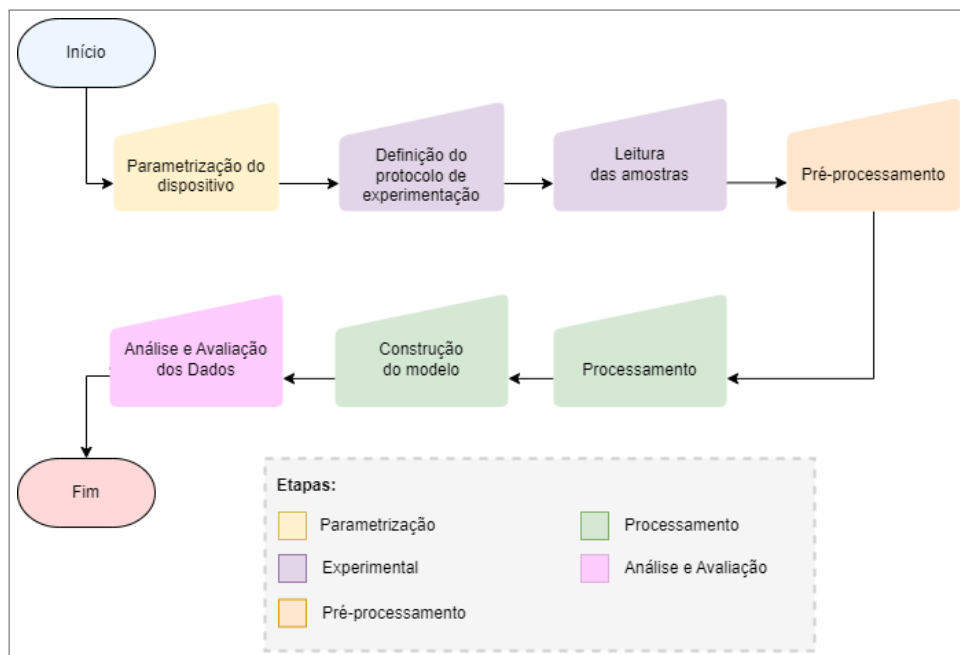 Início
Parametrização do
dispositivo
Definição do
protocolo de
experimentação
Leitura
das amostras
Pré-processamento
Análise e Avaliação
dos Dados
Construção
do modelo
Processamento
Fim
Etapas:
Parametrização
Processamento
Experimental
Análise e Avaliação
Pré-processamento